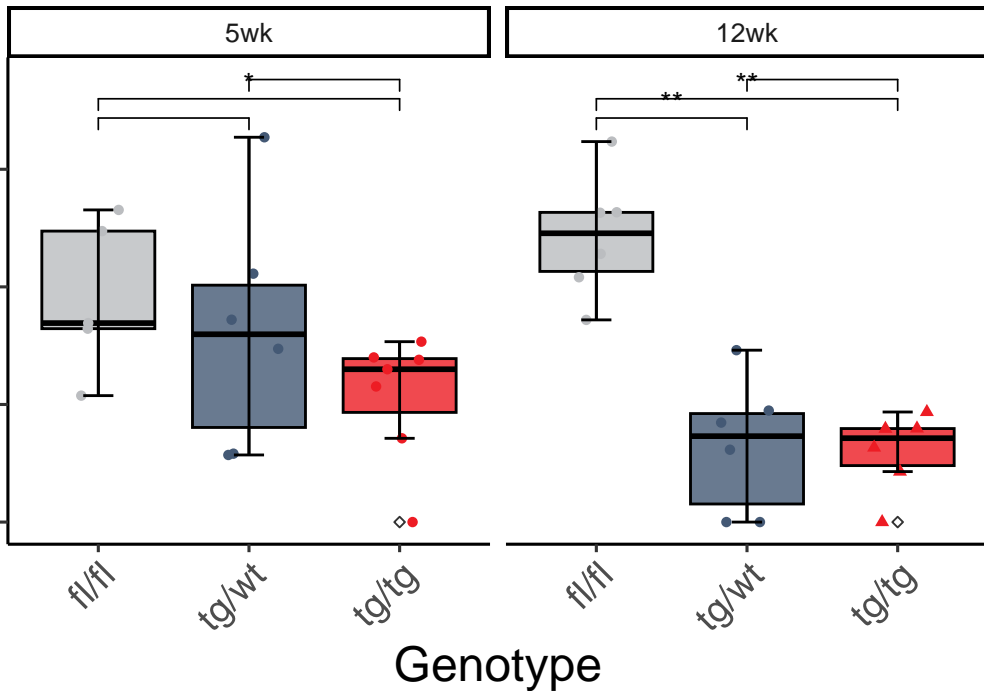 5wk 12wk
* **
**
fl/fl tg/wt tg/tg fl/fl tg/wt tg/tg
Genotype